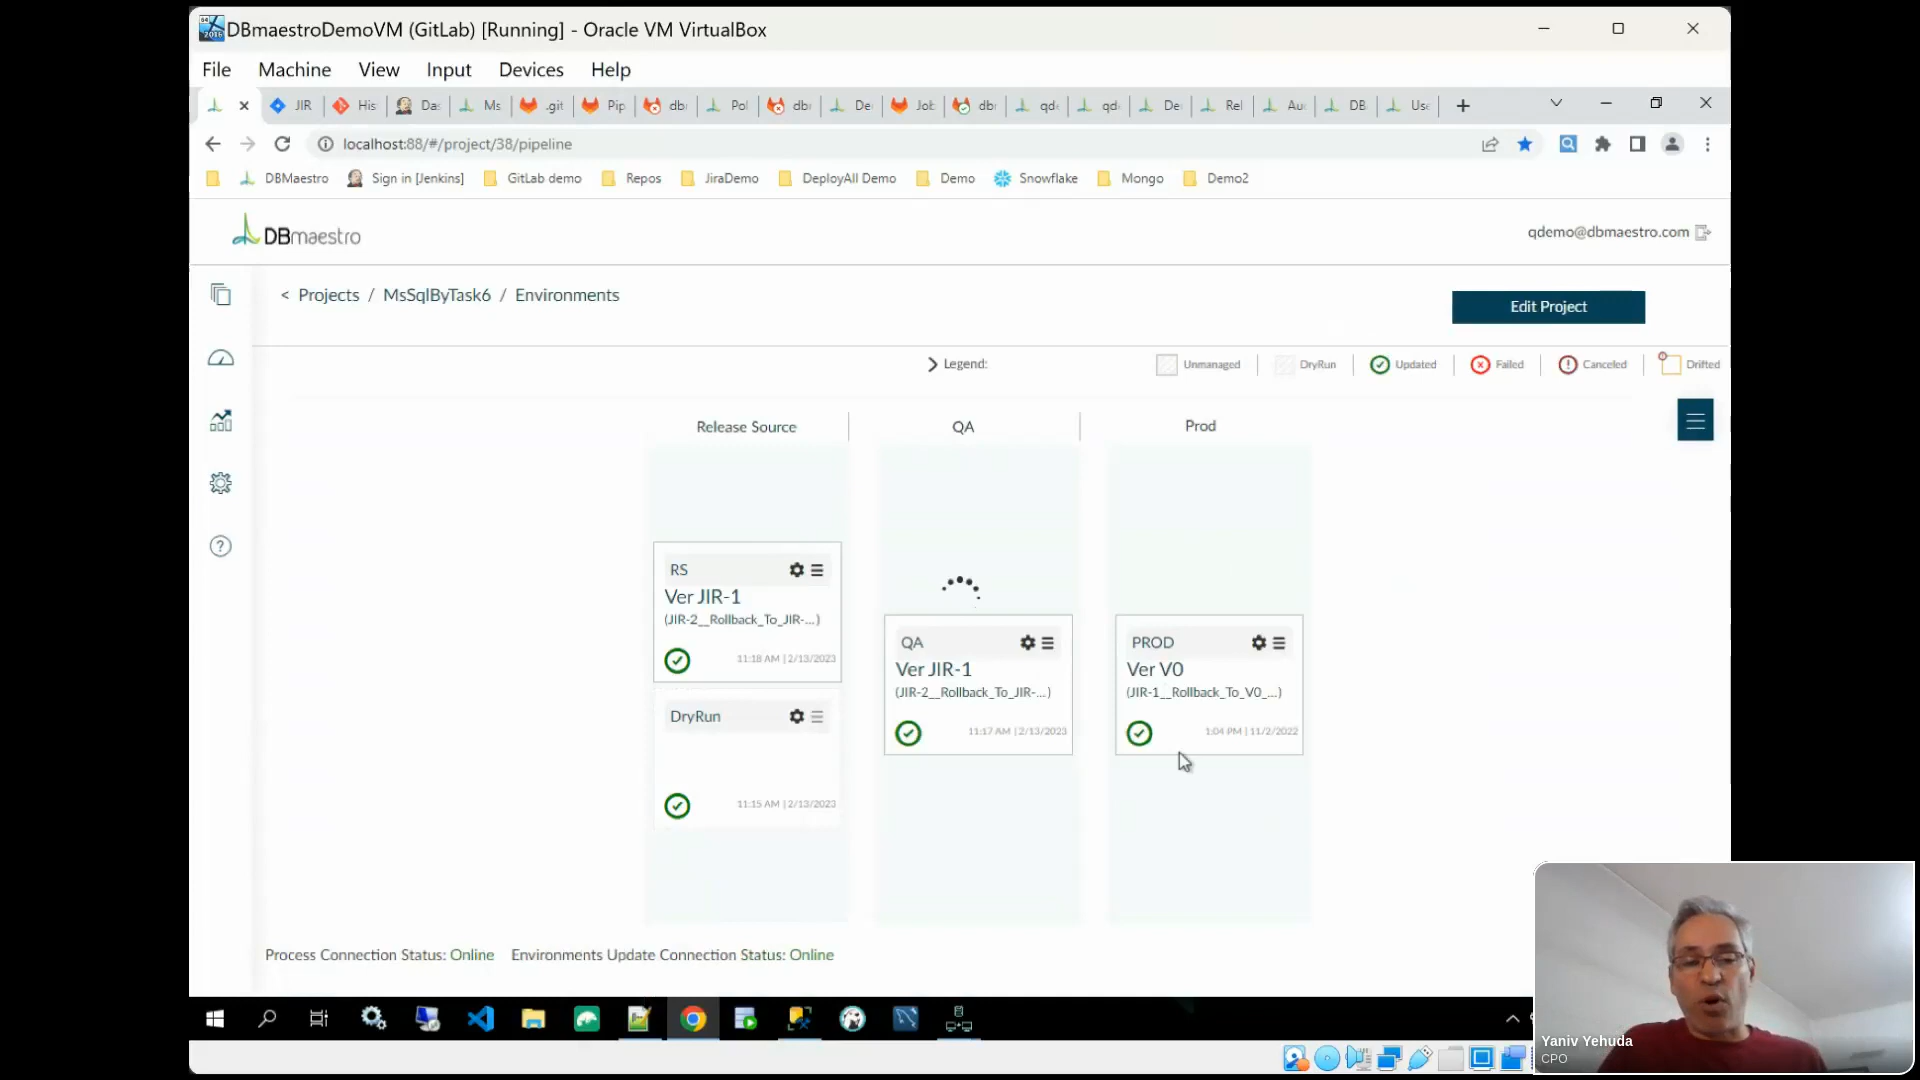 DBmaestroDemoVM (GitLab) [Running] - Oracle VM VirtualBox
File Machine View Input Devices Help
JIR His Das Ms .git Pip dbr Pol dbr De Job dbr qd qd De Rel Au DB Use
localhost:88/#/project/38/pipeline
DBMaestro Sign in [Jenkins] GitLab demo Repos JiraDemo DeployAll Demo Demo Snowflake Mongo Demo2
DBmaestro
qdemo@dbmaestro.com
< Projects / MsSqlByTask6 / Environments
Edit Project
Legend: Unmanaged DryRun Updated Failed Canceled Drifted
Release Source QA Prod
RS
Ver JIR-1
(JIR-2__Rollback_To_JIR-...)
11:18 AM | 2/13/2023
DryRun
11:15 AM | 2/13/2023
QA
Ver JIR-1
(JIR-2__Rollback_To_JIR-...)
11:17 AM | 2/13/2023
PROD
Ver V0
(JIR-1__Rollback_To_V0_...)
1:04 PM | 11/2/2022
Process Connection Status: Online Environments Update Connection Status: Online
Yaniv Yehuda
CPO